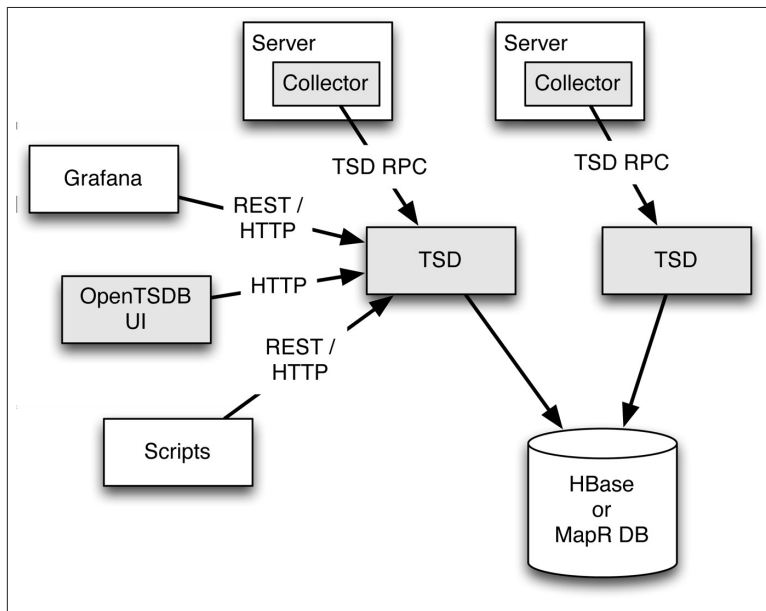 Server
Collector
Server
Collector
TSD RPC
TSD RPC
Grafana
REST /
HTTP
TSD
TSD
OpenTSDB
UI
HTTP
REST /
HTTP
Scripts
HBase
or
MapR DB